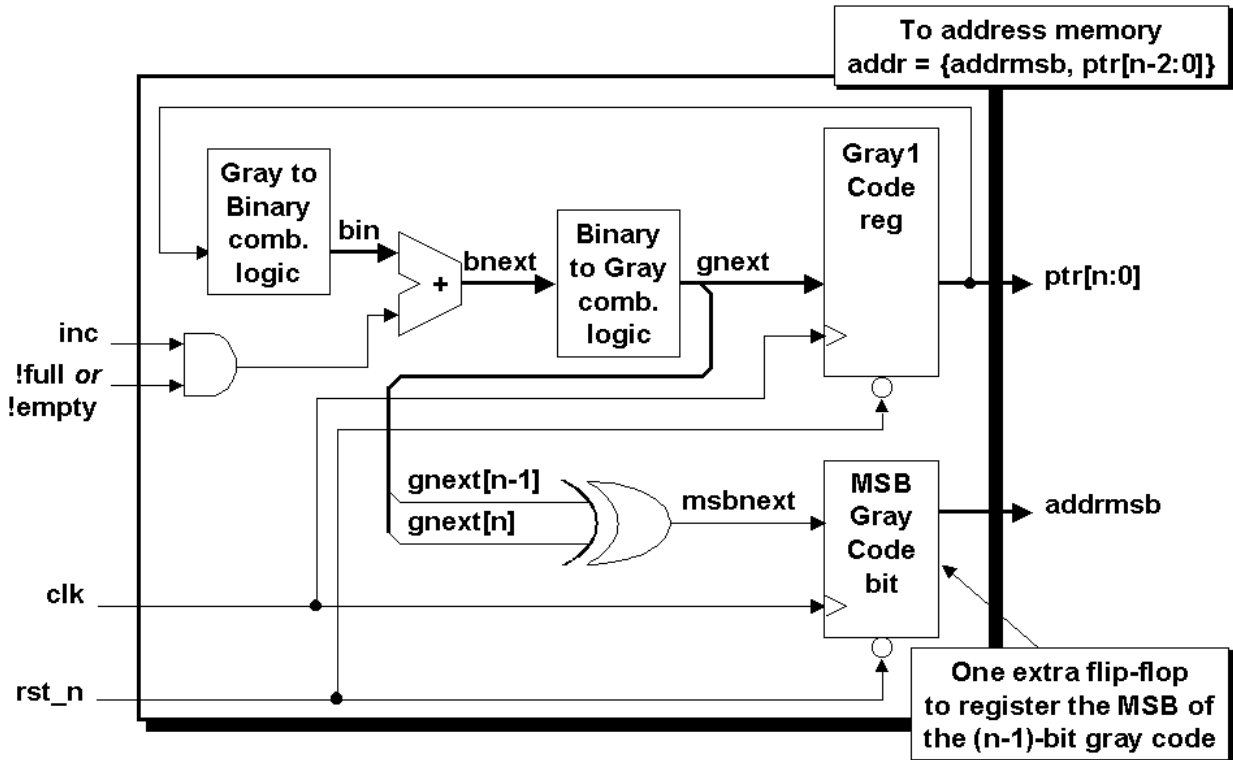 To address memory
addr = {addrmsb, ptr[n-2:0]}
Gray to
Binary
comb.
logic
bin
+
bnext
Binary
to Gray
comb.
logic
gnext
Gray1
Code
reg
ptr[n:0]
inc
!full or
!empty
gnext[n-1]
gnext[n]
msbnext
MSB
Gray
Code
bit
addrmsb
clk
rst_n
One extra flip-flop
to register the MSB of
the (n-1)-bit gray code